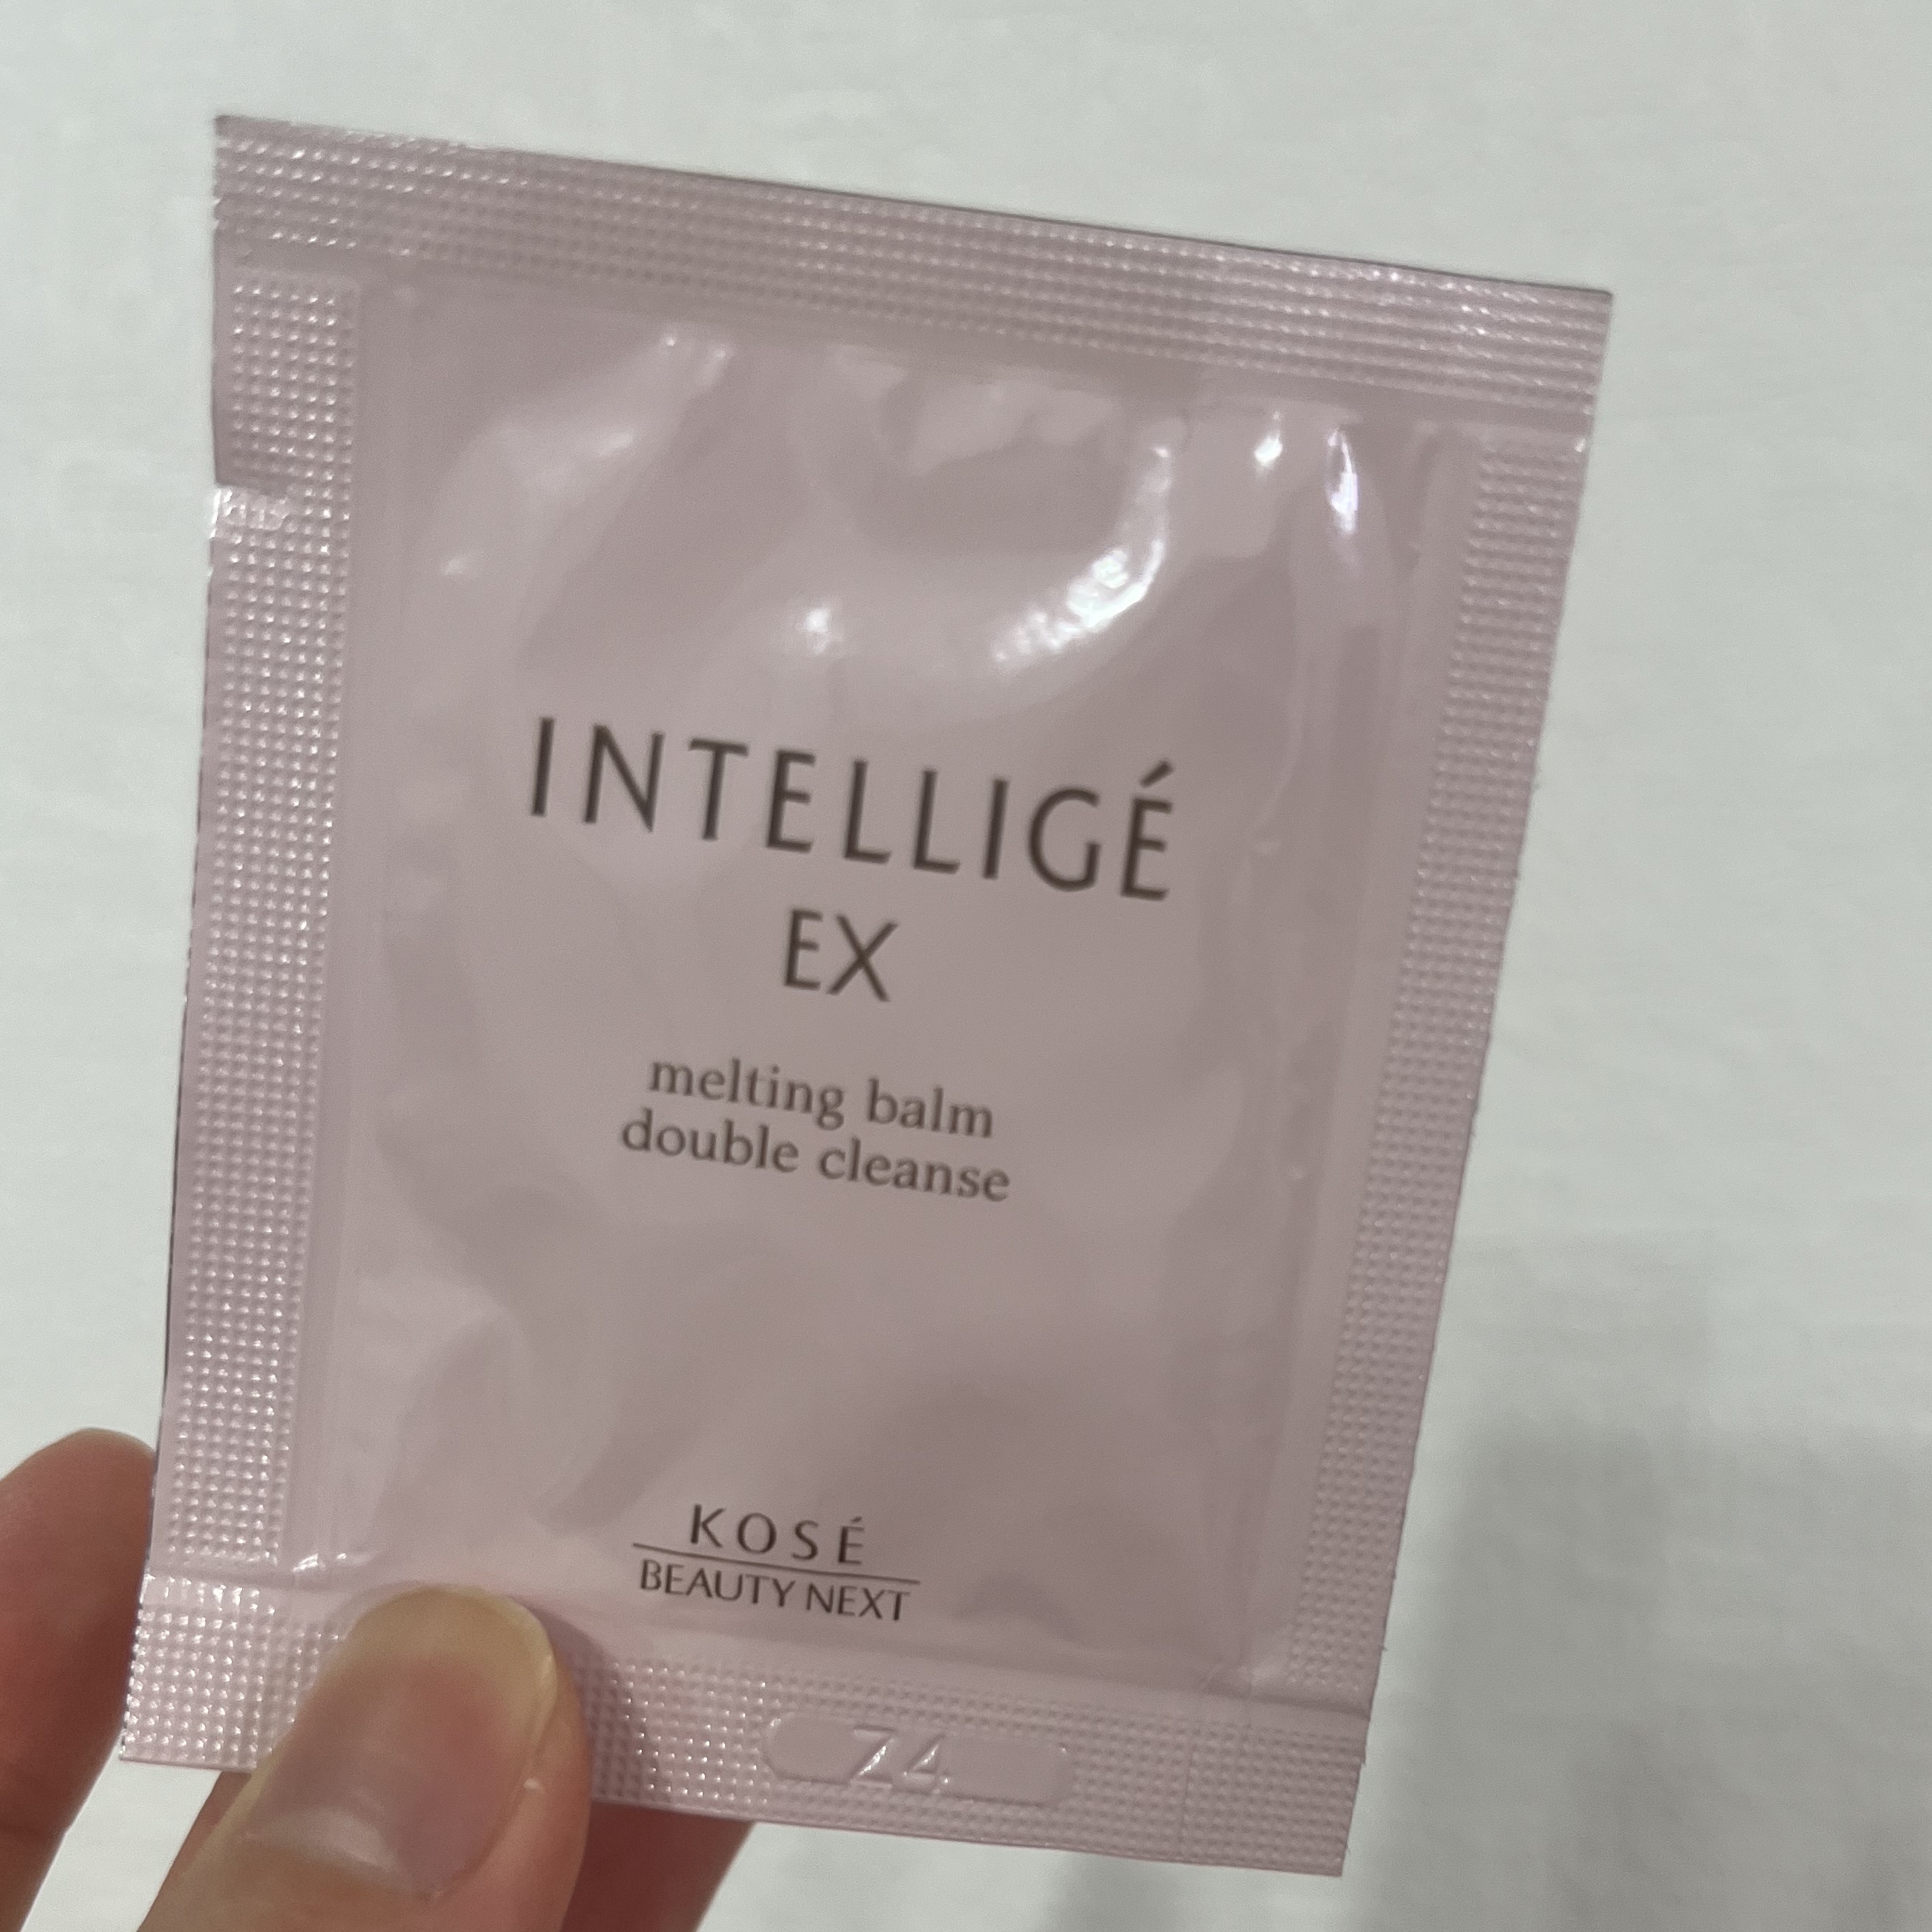 INTELLIGÉ
EX
melting balm
double cleanse
KOSÉ
BEAUTY NEXT